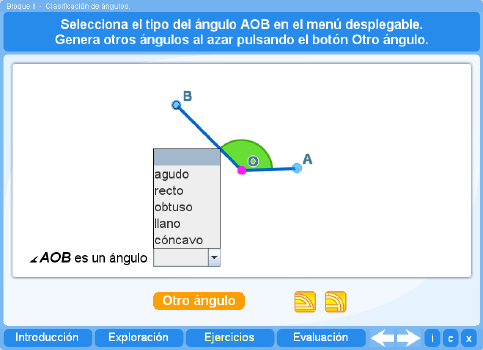 Bloque II - Clasificación de ángulos.
Selecciona el tipo del ángulo AOB en el menú desplegable.
Genera otros ángulos al azar pulsando el botón Otro ángulo.
B
O
A
agudo
recto
obtuso
llano
cóncavo
∡AOB es un ángulo
Otro ángulo
Introducción Exploración Ejercicios Evaluación i c x